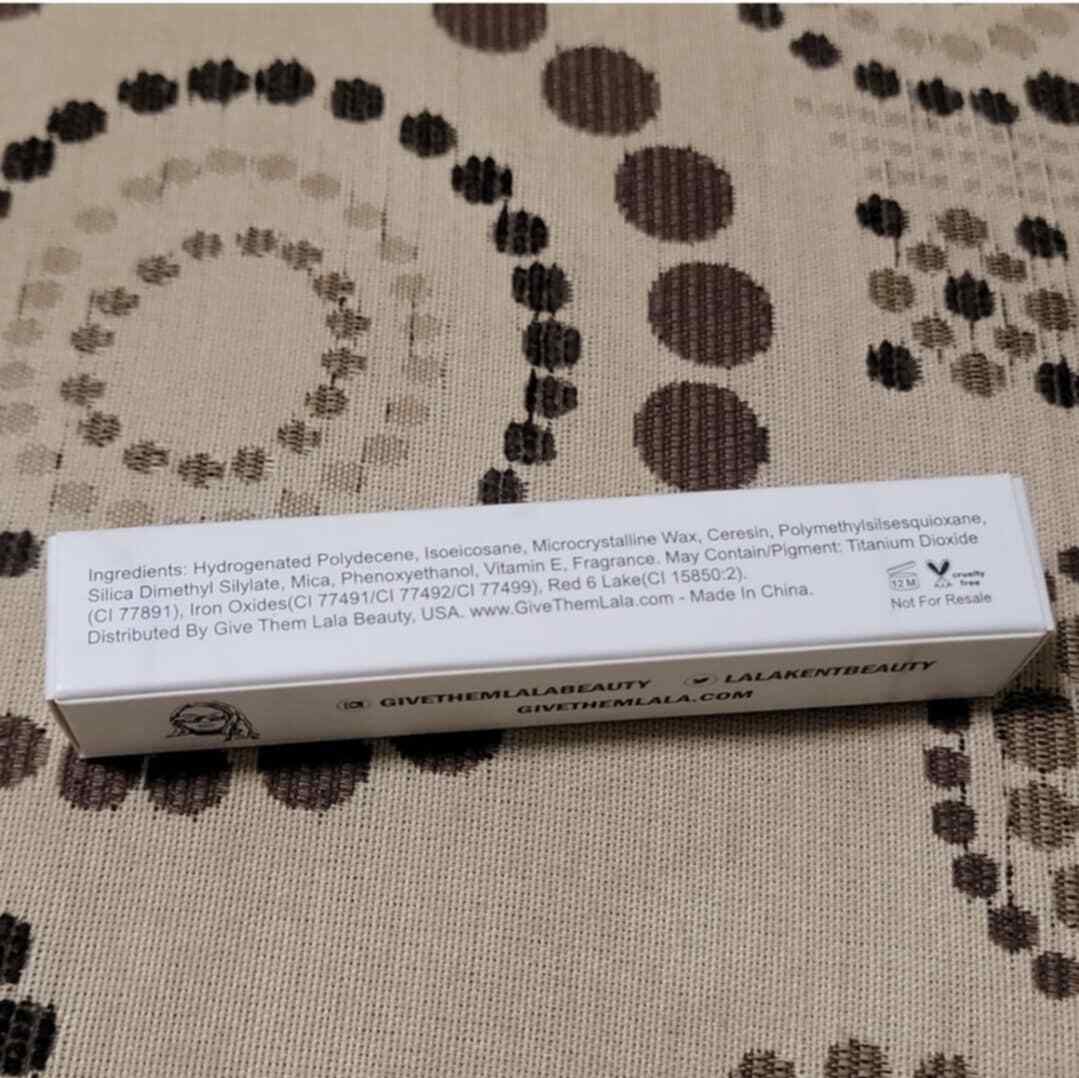 Ingredients: Hydrogenated Polydecene, Isoeicosane, Microcrystalline Wax, Ceresin, Polymethylsilsesquioxane,
Silica Dimethyl Silylate, Mica, Phenoxyethanol, Vitamin E, Fragrance. May Contain/Pigment: Titanium Dioxide
(CI 77891), Iron Oxides(CI 77491/CI 77492/CI 77499), Red 6 Lake(CI 15850:2).
Distributed By Give Them Lala Beauty, USA. www.GiveThemLala.com - Made In China.
12 M
cruelty
free
Not For Resale
GIVETHEMLALABEAUTY LALAKENTBEAUTY
GIVETHEMLALA.COM